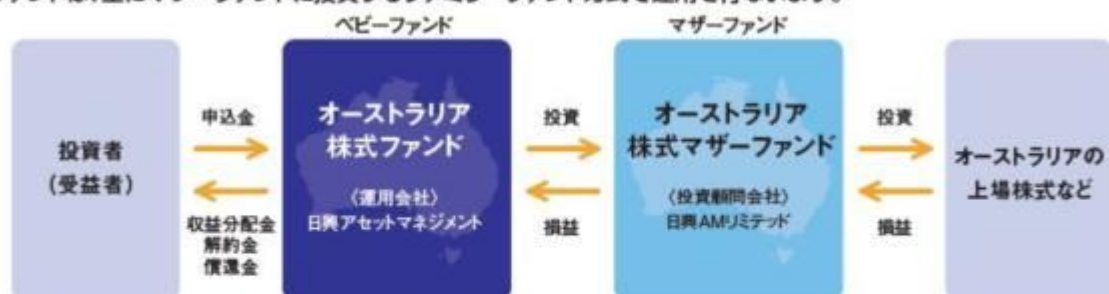 ベビーファンド
マザーファンド
投資者
(受益者)
申込金
収益分配金
解約金
償還金
オーストラリア
株式ファンド
〈運用会社〉
日興アセットマネジメント
投資
損益
オーストラリア
株式マザーファンド
〈投資顧問会社〉
日興AMリミテッド
投資
損益
オーストラリアの
上場株式など